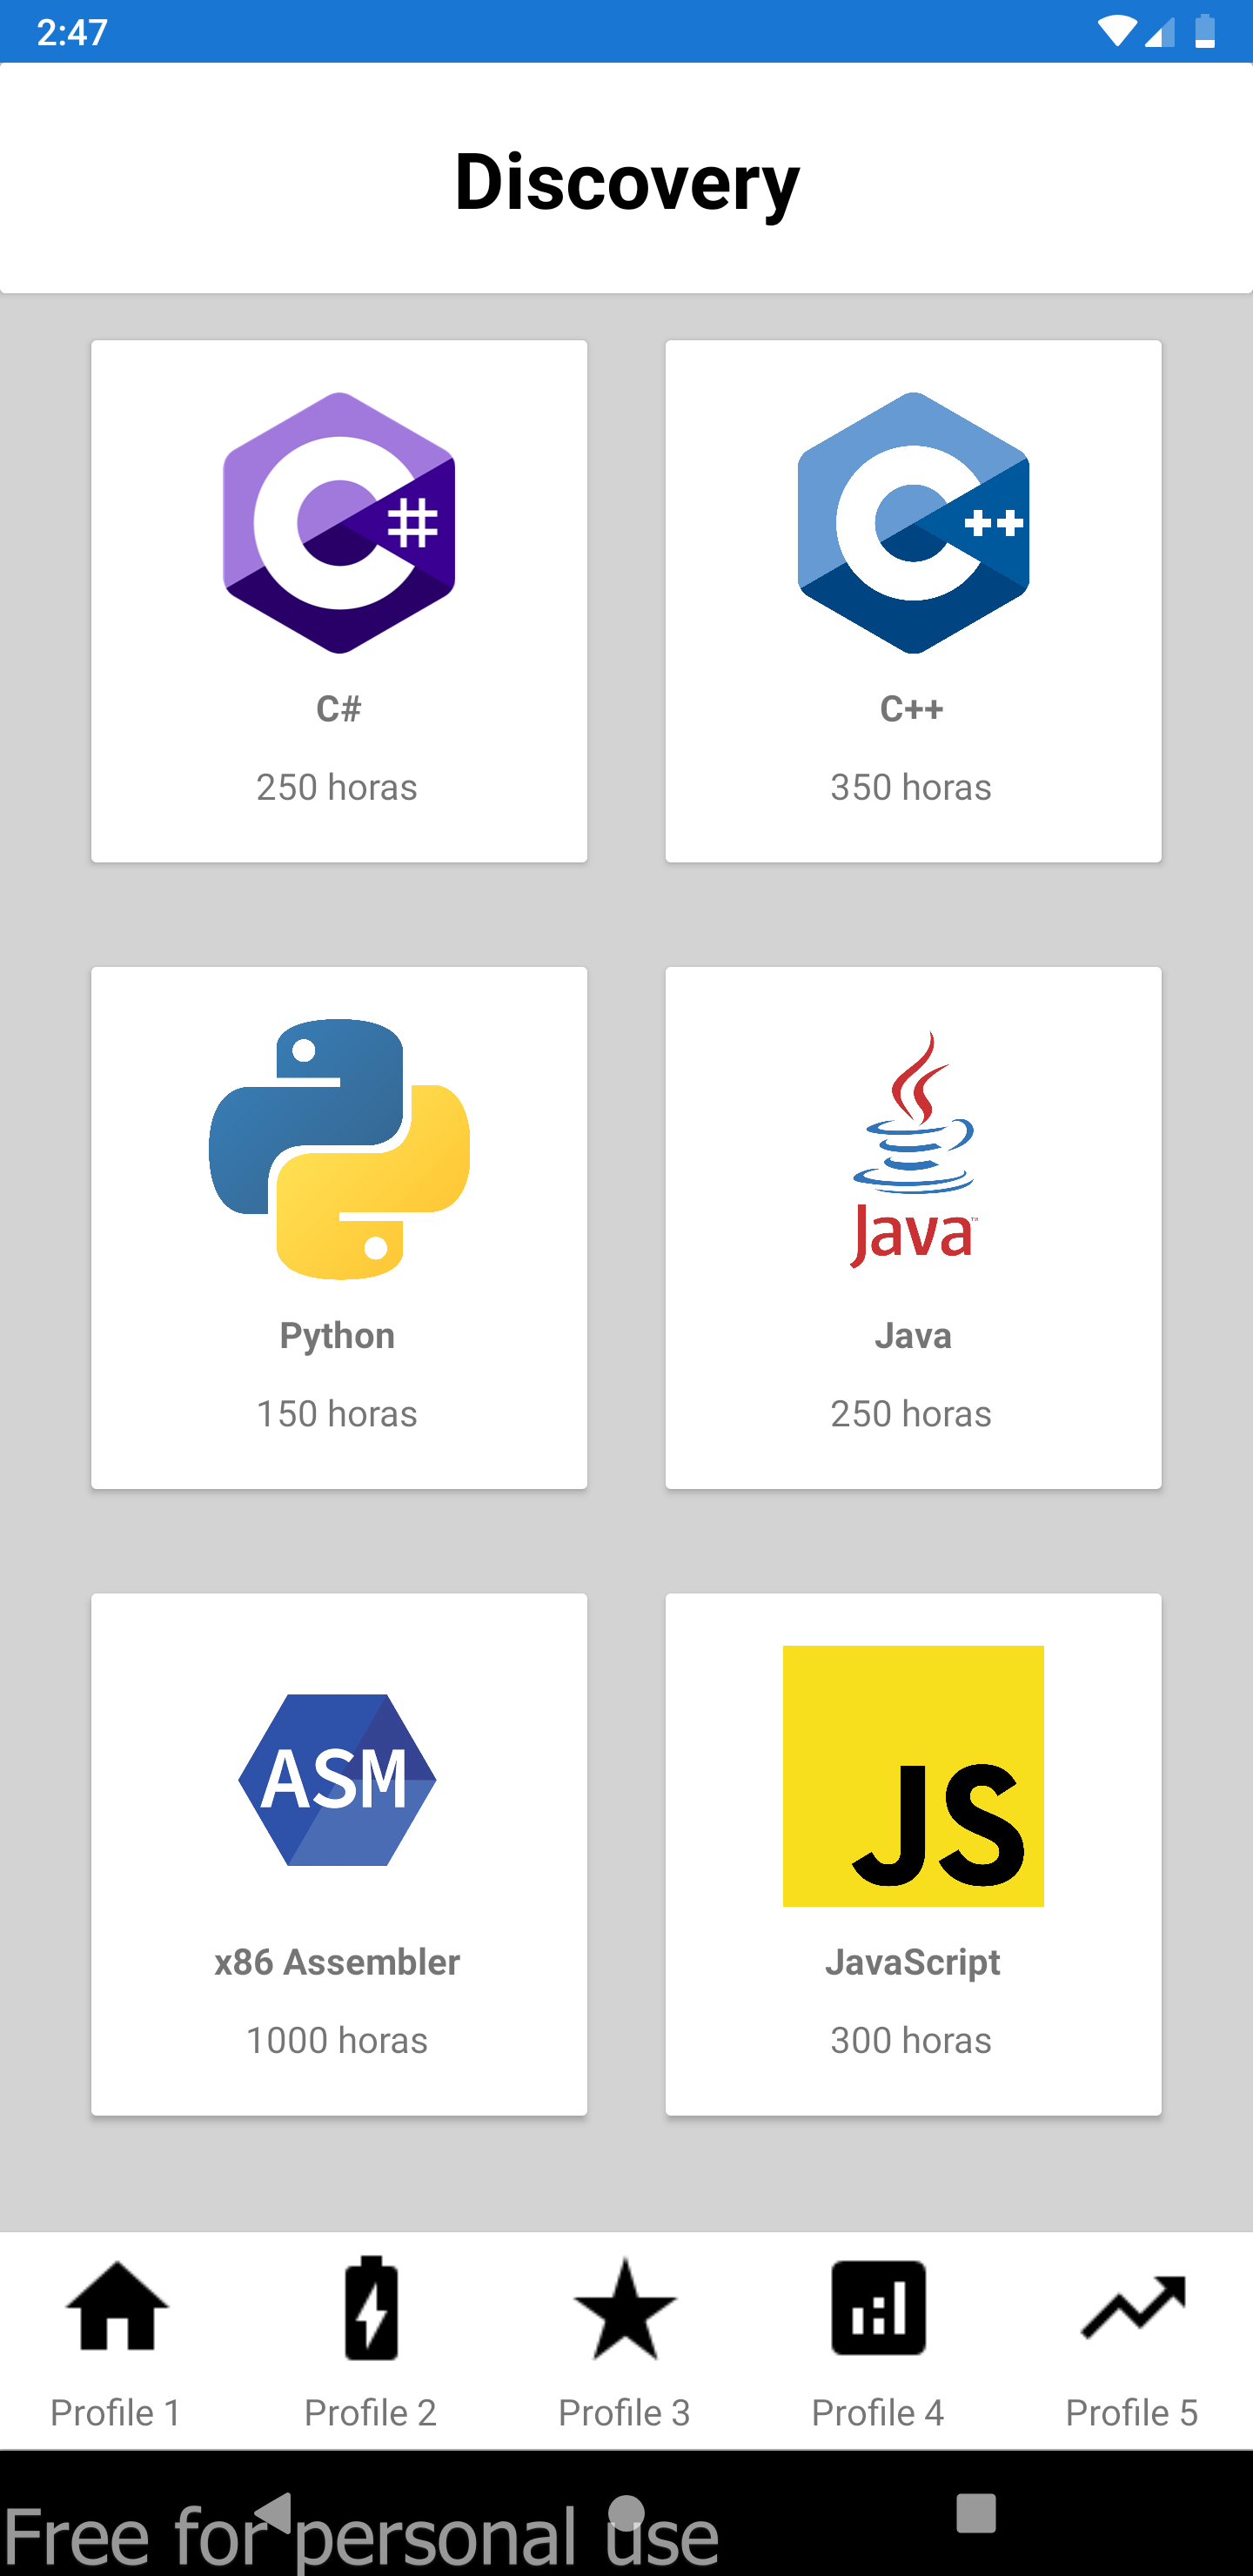 2:47
Discovery
C#
250 horas
C++
350 horas
Python
150 horas
Java™
Java
250 horas
ASM
x86 Assembler
1000 horas
JS
JavaScript
300 horas
Profile 1
Profile 2
Profile 3
Profile 4
Profile 5
Free for personal use